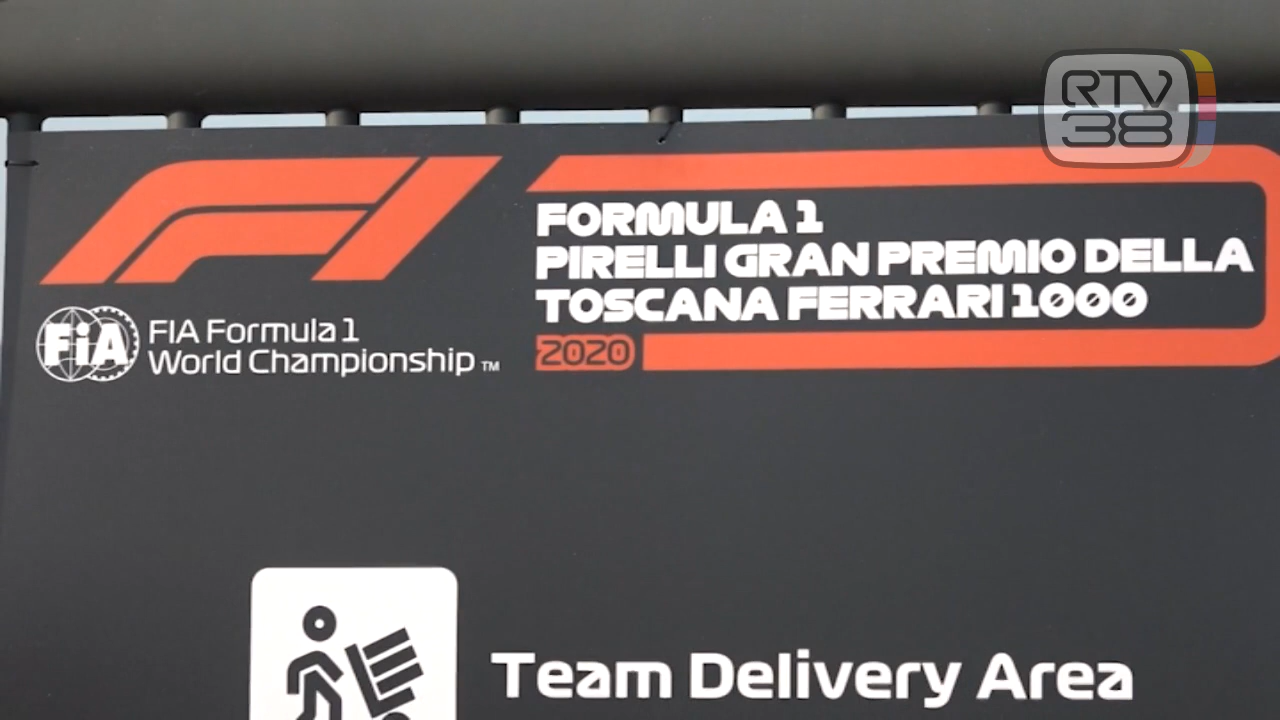 RTV
38
FORMULA 1
PIRELLI GRAN PREMIO DELLA
TOSCANA FERRARI 1000
2020
FiA
FIA Formula 1
World Championship™
Team Delivery Area